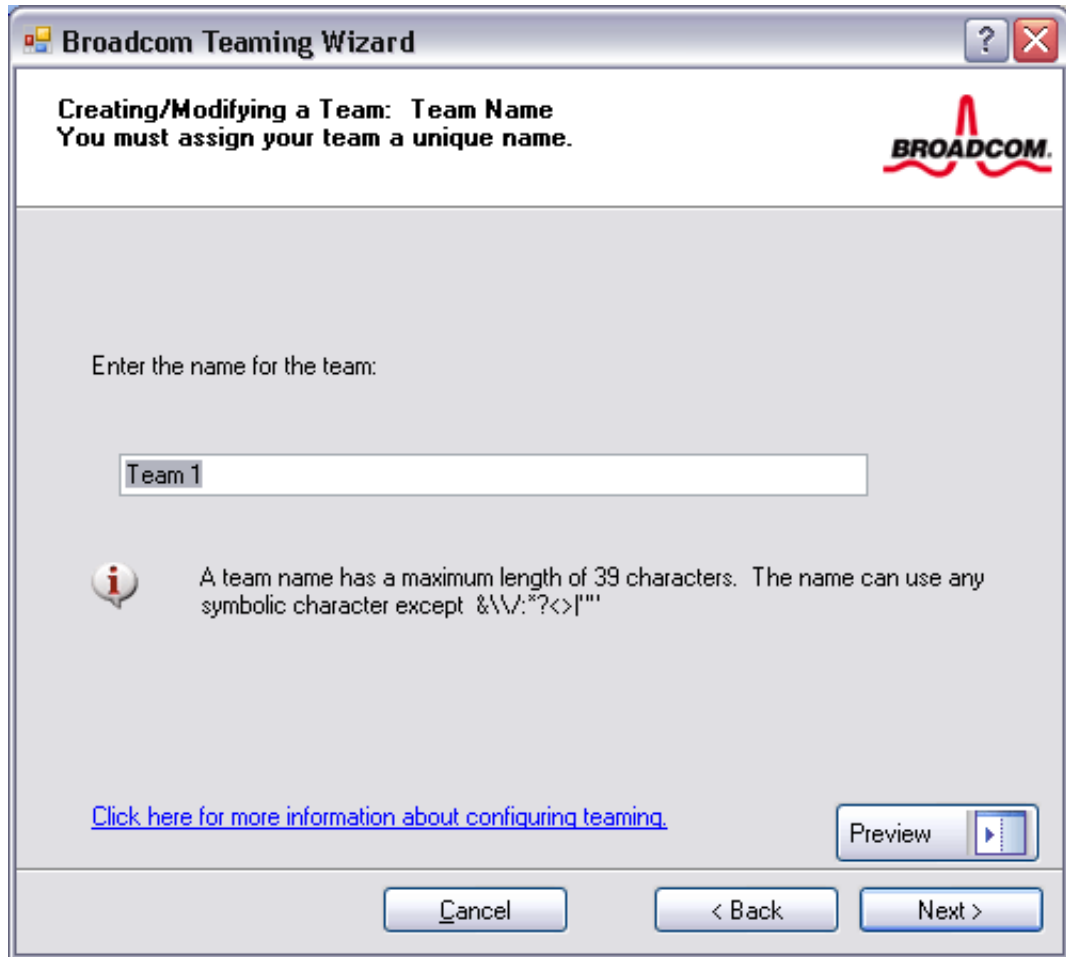 Broadcom Teaming Wizard
?
Creating/Modifying a Team:  Team Name
You must assign your team a unique name.
BROADCOM.
Enter the name for the team:
Team 1
i
A team name has a maximum length of 39 characters.  The name can use any
symbolic character except  &\\/:*?<>|"'
Click here for more information about configuring teaming.
Preview
Cancel
< Back
Next >